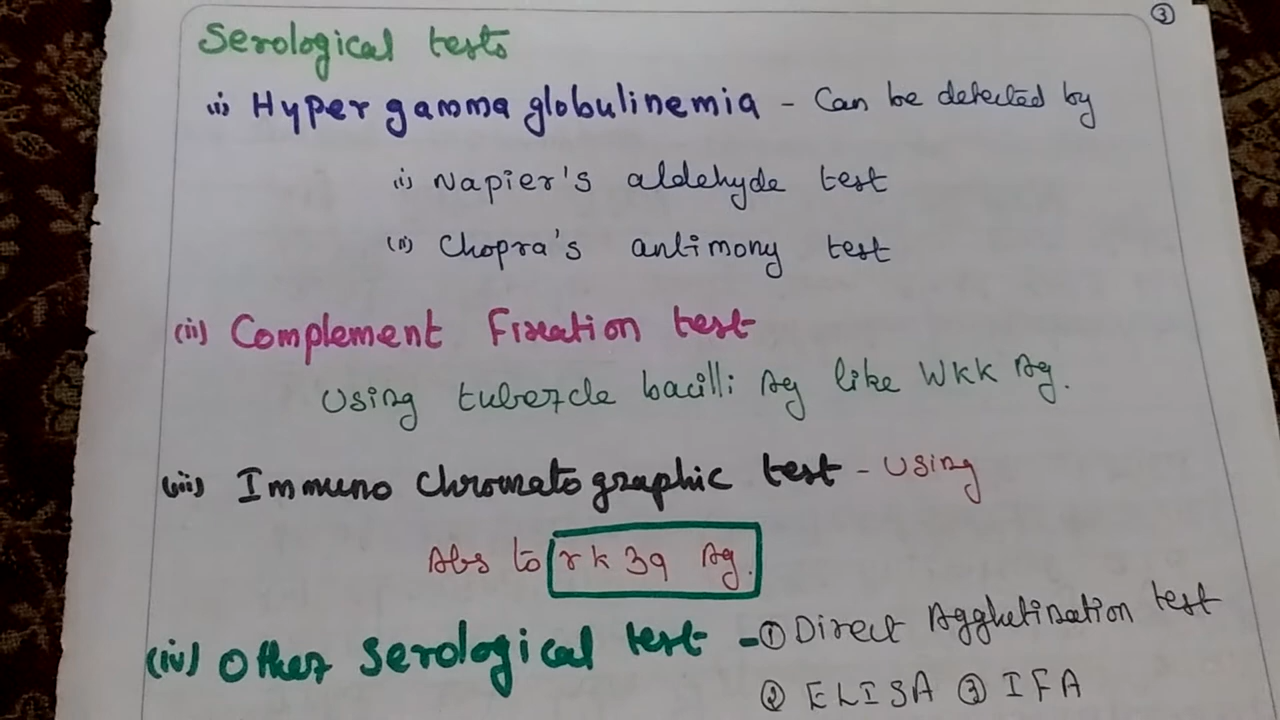 ③
Serological tests
(i) Hyper gamma globulinemia - Can be detected by
(i) Napier's aldehyde test
(ii) Chopra's antimony test
(ii) Complement Fixation test
Using tubercle bacilli Ag like WKK Ag.
(iii) Immuno chromatographic test - Using
Abs to rk 39 Ag.
(iv) Other serological test - ① Direct Agglutination test
② ELISA ③ IFA